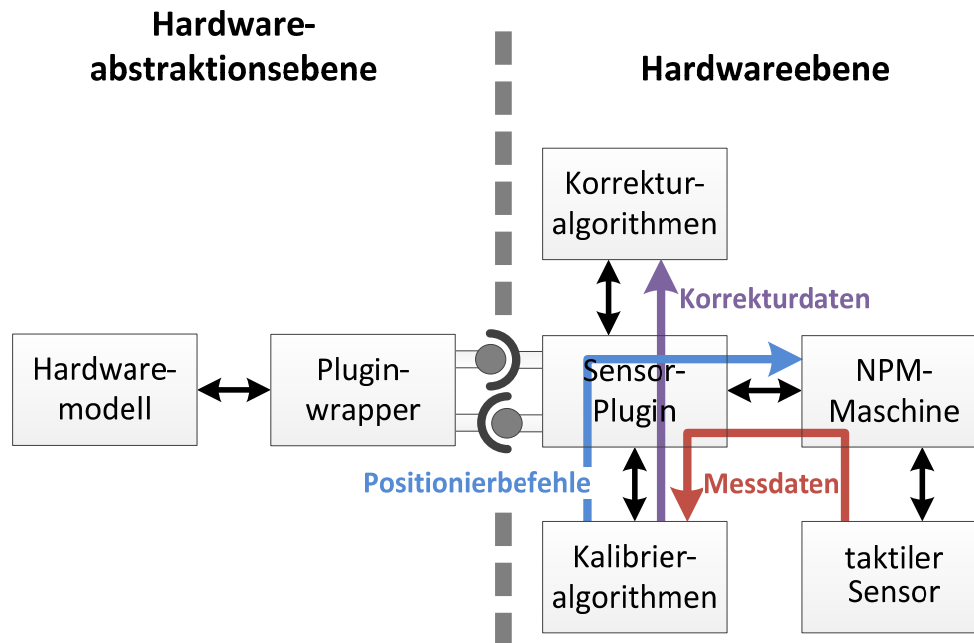 Hardware-
abstraktionsebene
Hardwareebene
Korrektur-
algorithmen
Korrekturdaten
Hardware-
modell
Plugin-
wrapper
Sensor-
Plugin
NPM-
Maschine
Positionierbefehle
Messdaten
Kalibrier-
algorithmen
taktiler
Sensor